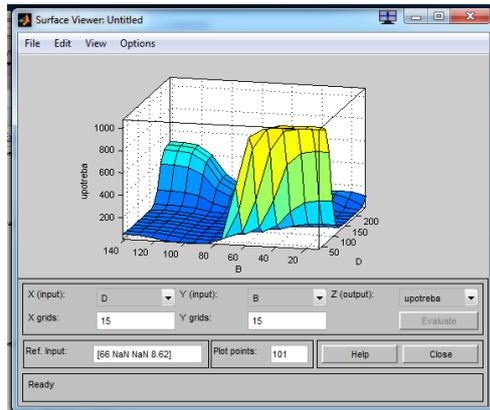 Surface Viewer: Untitled
File Edit View Options
1000
800
600
400
200
upotreba
140 120 100 80 60 40 20
B
50 100 150 200
D
X (input): D Y (input): B Z (output): upotreba
X grids: 15 Y grids: 15 Evaluate
Ref. Input: [66 NaN NaN 8.62] Plot points: 101 Help Close
Ready